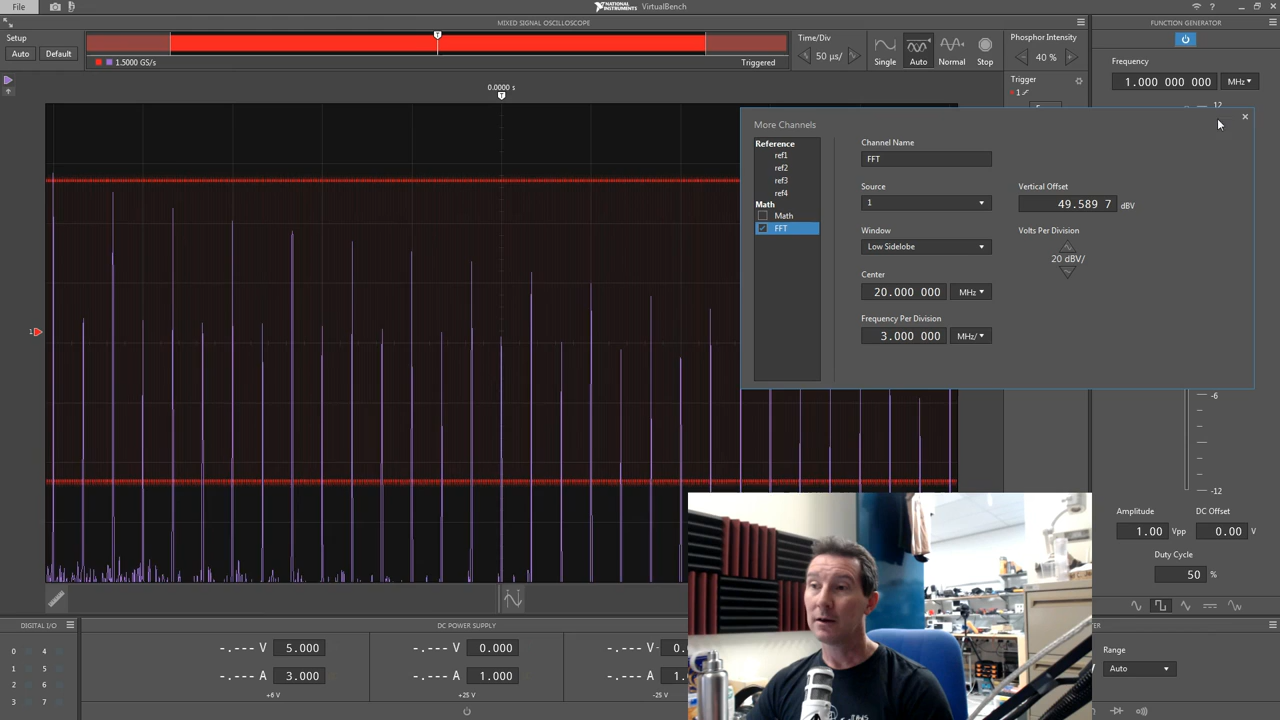 File
NATIONAL INSTRUMENTS VirtualBench
MIXED SIGNAL OSCILLOSCOPE
FUNCTION GENERATOR
Setup
Auto Default
1.5000 GS/s
Triggered
Time/Div
50 µs/
Single Auto Normal Stop
Phosphor Intensity
40 %
Trigger
1
Frequency
1.000 000 000 MHz
12
0.0000 s
T
T
1
More Channels
Reference
ref1
ref2
ref3
ref4
Math
Math
FFT
Channel Name
FFT
Source
1
Window
Low Sidelobe
Center
20.000 000 MHz
Frequency Per Division
3.000 000 MHz/
Vertical Offset
49.589 7 dBV
Volts Per Division
20 dBV/
-6
-12
Amplitude
1.00 Vpp
DC Offset
0.00 V
Duty Cycle
50 %
DIGITAL I/O
0 4
1 5
2 6
3 7
DC POWER SUPPLY
-.--- V 5.000
-.--- A 3.000
+6 V
-.--- V 0.000
-.--- A 1.000
+25 V
-.--- V
-.--- A
-25 V
Range
Auto